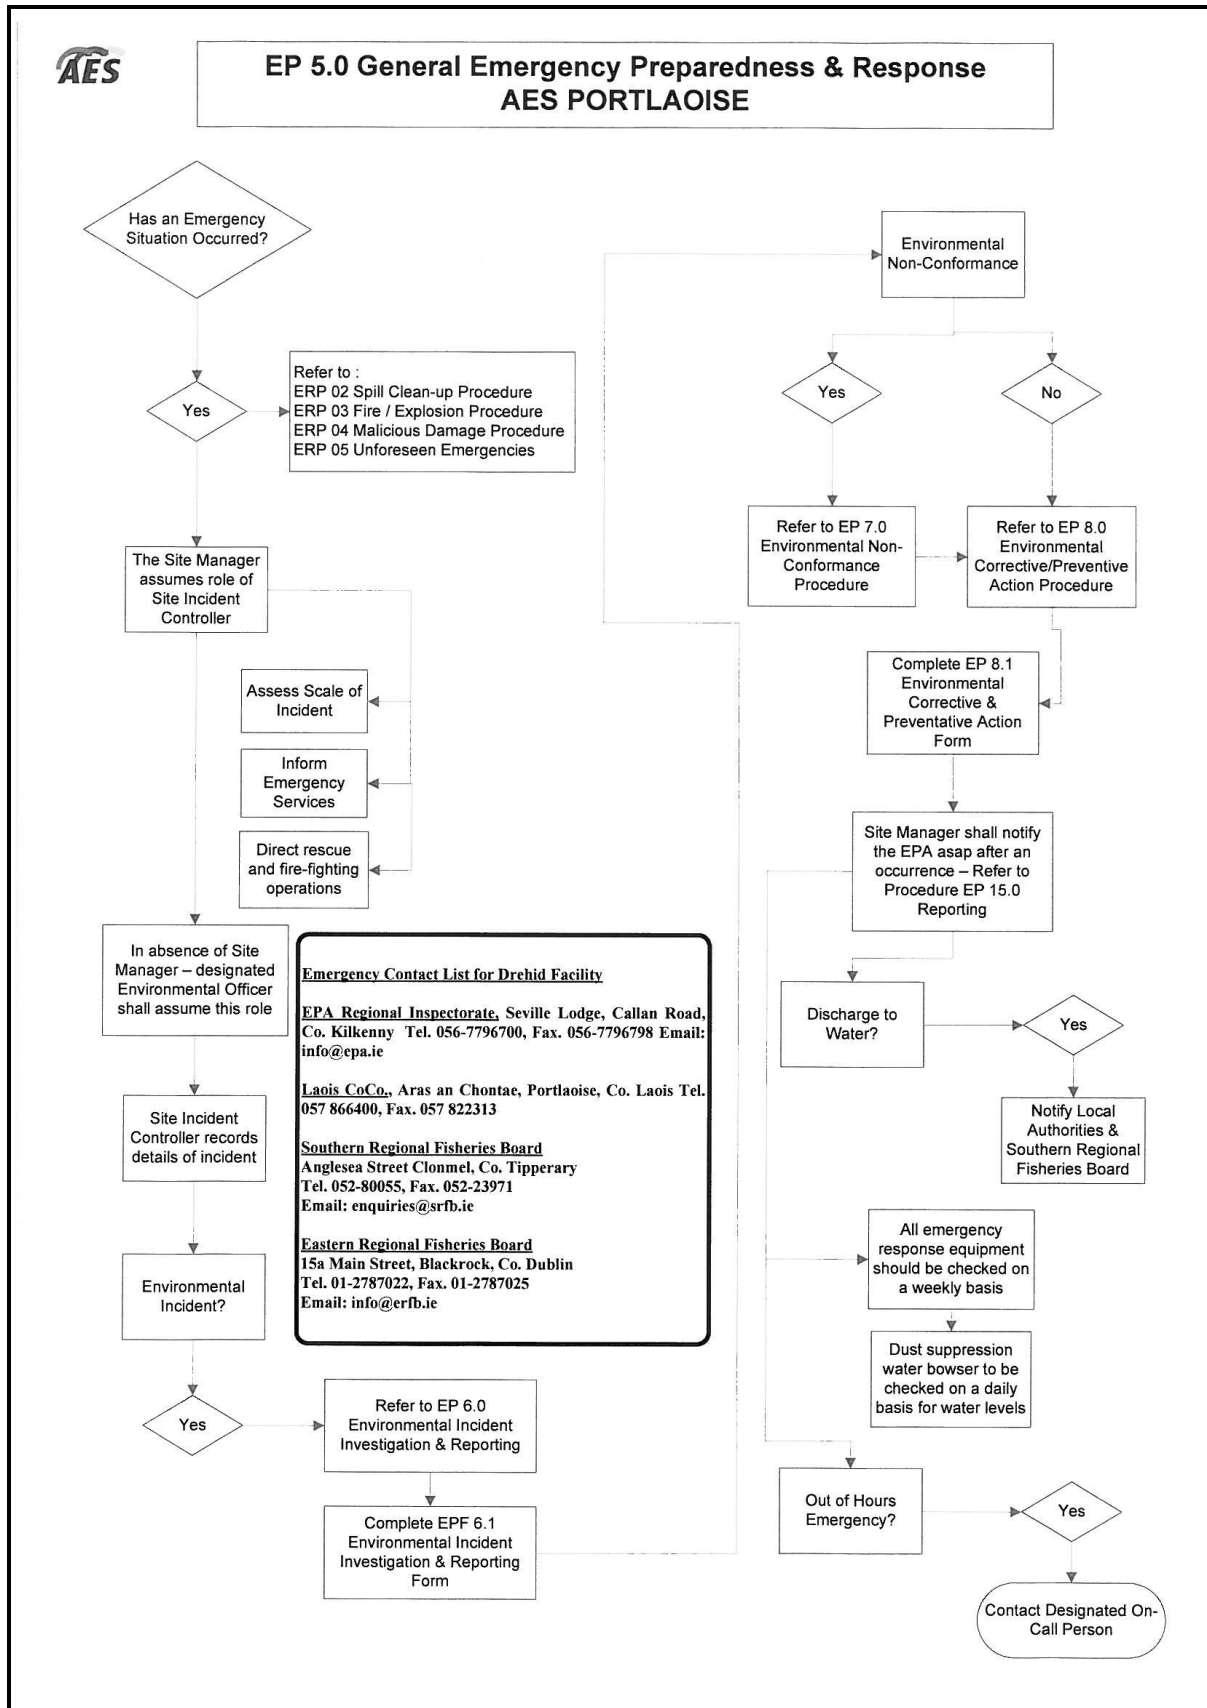 AES
EP 5.0 General Emergency Preparedness & Response
AES PORTLAOISE
Has an Emergency
Situation Occurred?
Yes
Refer to :
ERP 02 Spill Clean-up Procedure
ERP 03 Fire / Explosion Procedure
ERP 04 Malicious Damage Procedure
ERP 05 Unforeseen Emergencies
The Site Manager
assumes role of
Site Incident
Controller
Assess Scale of
Incident
Inform
Emergency
Services
Direct rescue
and fire-fighting
operations
In absence of Site
Manager – designated
Environmental Officer
shall assume this role
Site Incident
Controller records
details of incident
Environmental
Incident?
Yes
Refer to EP 6.0
Environmental Incident
Investigation & Reporting
Complete EPF 6.1
Environmental Incident
Investigation & Reporting
Form
Emergency Contact List for Drehid Facility
EPA Regional Inspectorate, Seville Lodge, Callan Road,
Co. Kilkenny Tel. 056-7796700, Fax. 056-7796798 Email:
info@epa.ie
Laois CoCo., Aras an Chontae, Portlaoise, Co. Laois Tel.
057 866400, Fax. 057 822313
Southern Regional Fisheries Board
Anglesea Street Clonmel, Co. Tipperary
Tel. 052-80055, Fax. 052-23971
Email: enquiries@srfb.ie
Eastern Regional Fisheries Board
15a Main Street, Blackrock, Co. Dublin
Tel. 01-2787022, Fax. 01-2787025
Email: info@erfb.ie
Environmental
Non-Conformance
Yes
No
Refer to EP 7.0
Environmental Non-
Conformance
Procedure
Refer to EP 8.0
Environmental
Corrective/Preventive
Action Procedure
Complete EP 8.1
Environmental
Corrective &
Preventative Action
Form
Site Manager shall notify
the EPA asap after an
occurrence – Refer to
Procedure EP 15.0
Reporting
Discharge to
Water?
Yes
Notify Local
Authorities &
Southern Regional
Fisheries Board
All emergency
response equipment
should be checked on
a weekly basis
Dust suppression
water bowser to be
checked on a daily
basis for water levels
Out of Hours
Emergency?
Yes
Contact Designated On-
Call Person